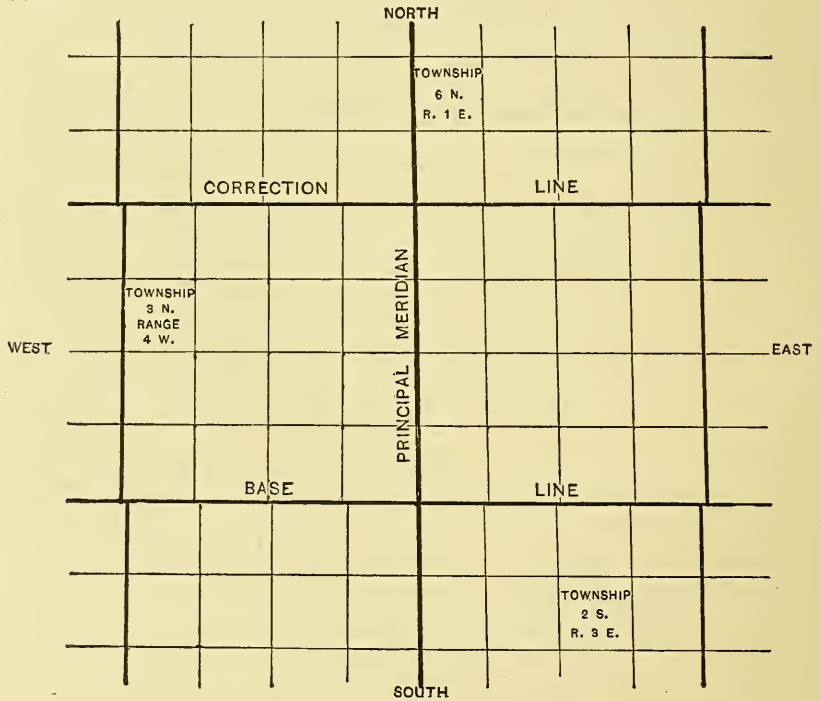 NORTH
TOWNSHIP
6 N.
R. 1 E.
CORRECTION LINE
TOWNSHIP
3 N.
RANGE
4 W.
PRINCIPAL MERIDIAN
WEST
EAST
BASE LINE
TOWNSHIP
2 S.
R. 3 E.
SOUTH